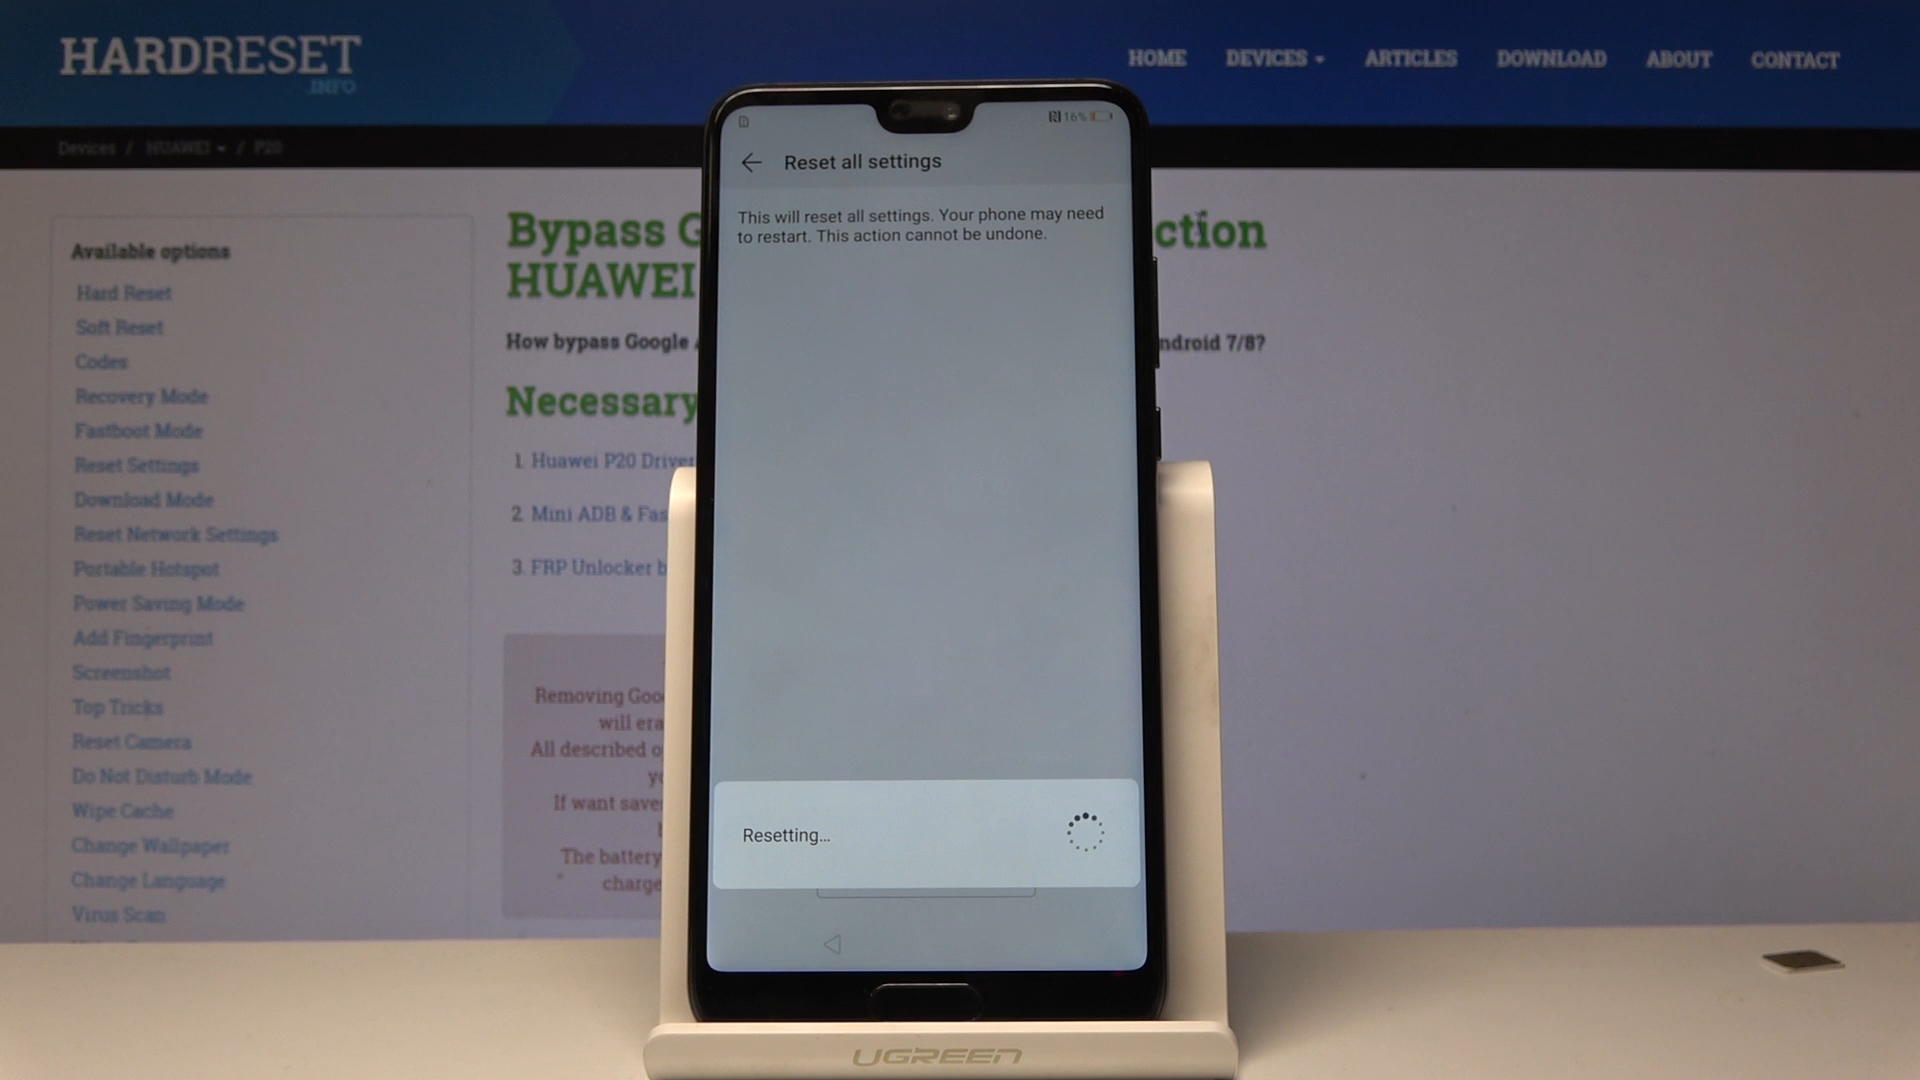 HARDRESET
.INFO
HOME DEVICES ARTICLES DOWNLOAD ABOUT CONTACT
Devices / HUAWEI / P20
Available options
Hard Reset
Soft Reset
Codes
Recovery Mode
Fastboot Mode
Reset Settings
Download Mode
Reset Network Settings
Portable Hotspot
Power Saving Mode
Add Fingerprint
Screenshot
Top Tricks
Reset Camera
Do Not Disturb Mode
Wipe Cache
Change Wallpaper
Change Language
Virus Scan
Bypass G
ction
HUAWEI
How bypass Google
ndroid 7/8?
Necessary
1. Huawei P20 Driver
2. Mini ADB & Fas
3. FRP Unlocker b
Removing Goo
will era
All described o
y
If want save
The battery
charge
16%
Reset all settings
This will reset all settings. Your phone may need
to restart. This action cannot be undone.
Resetting...
UGREEN